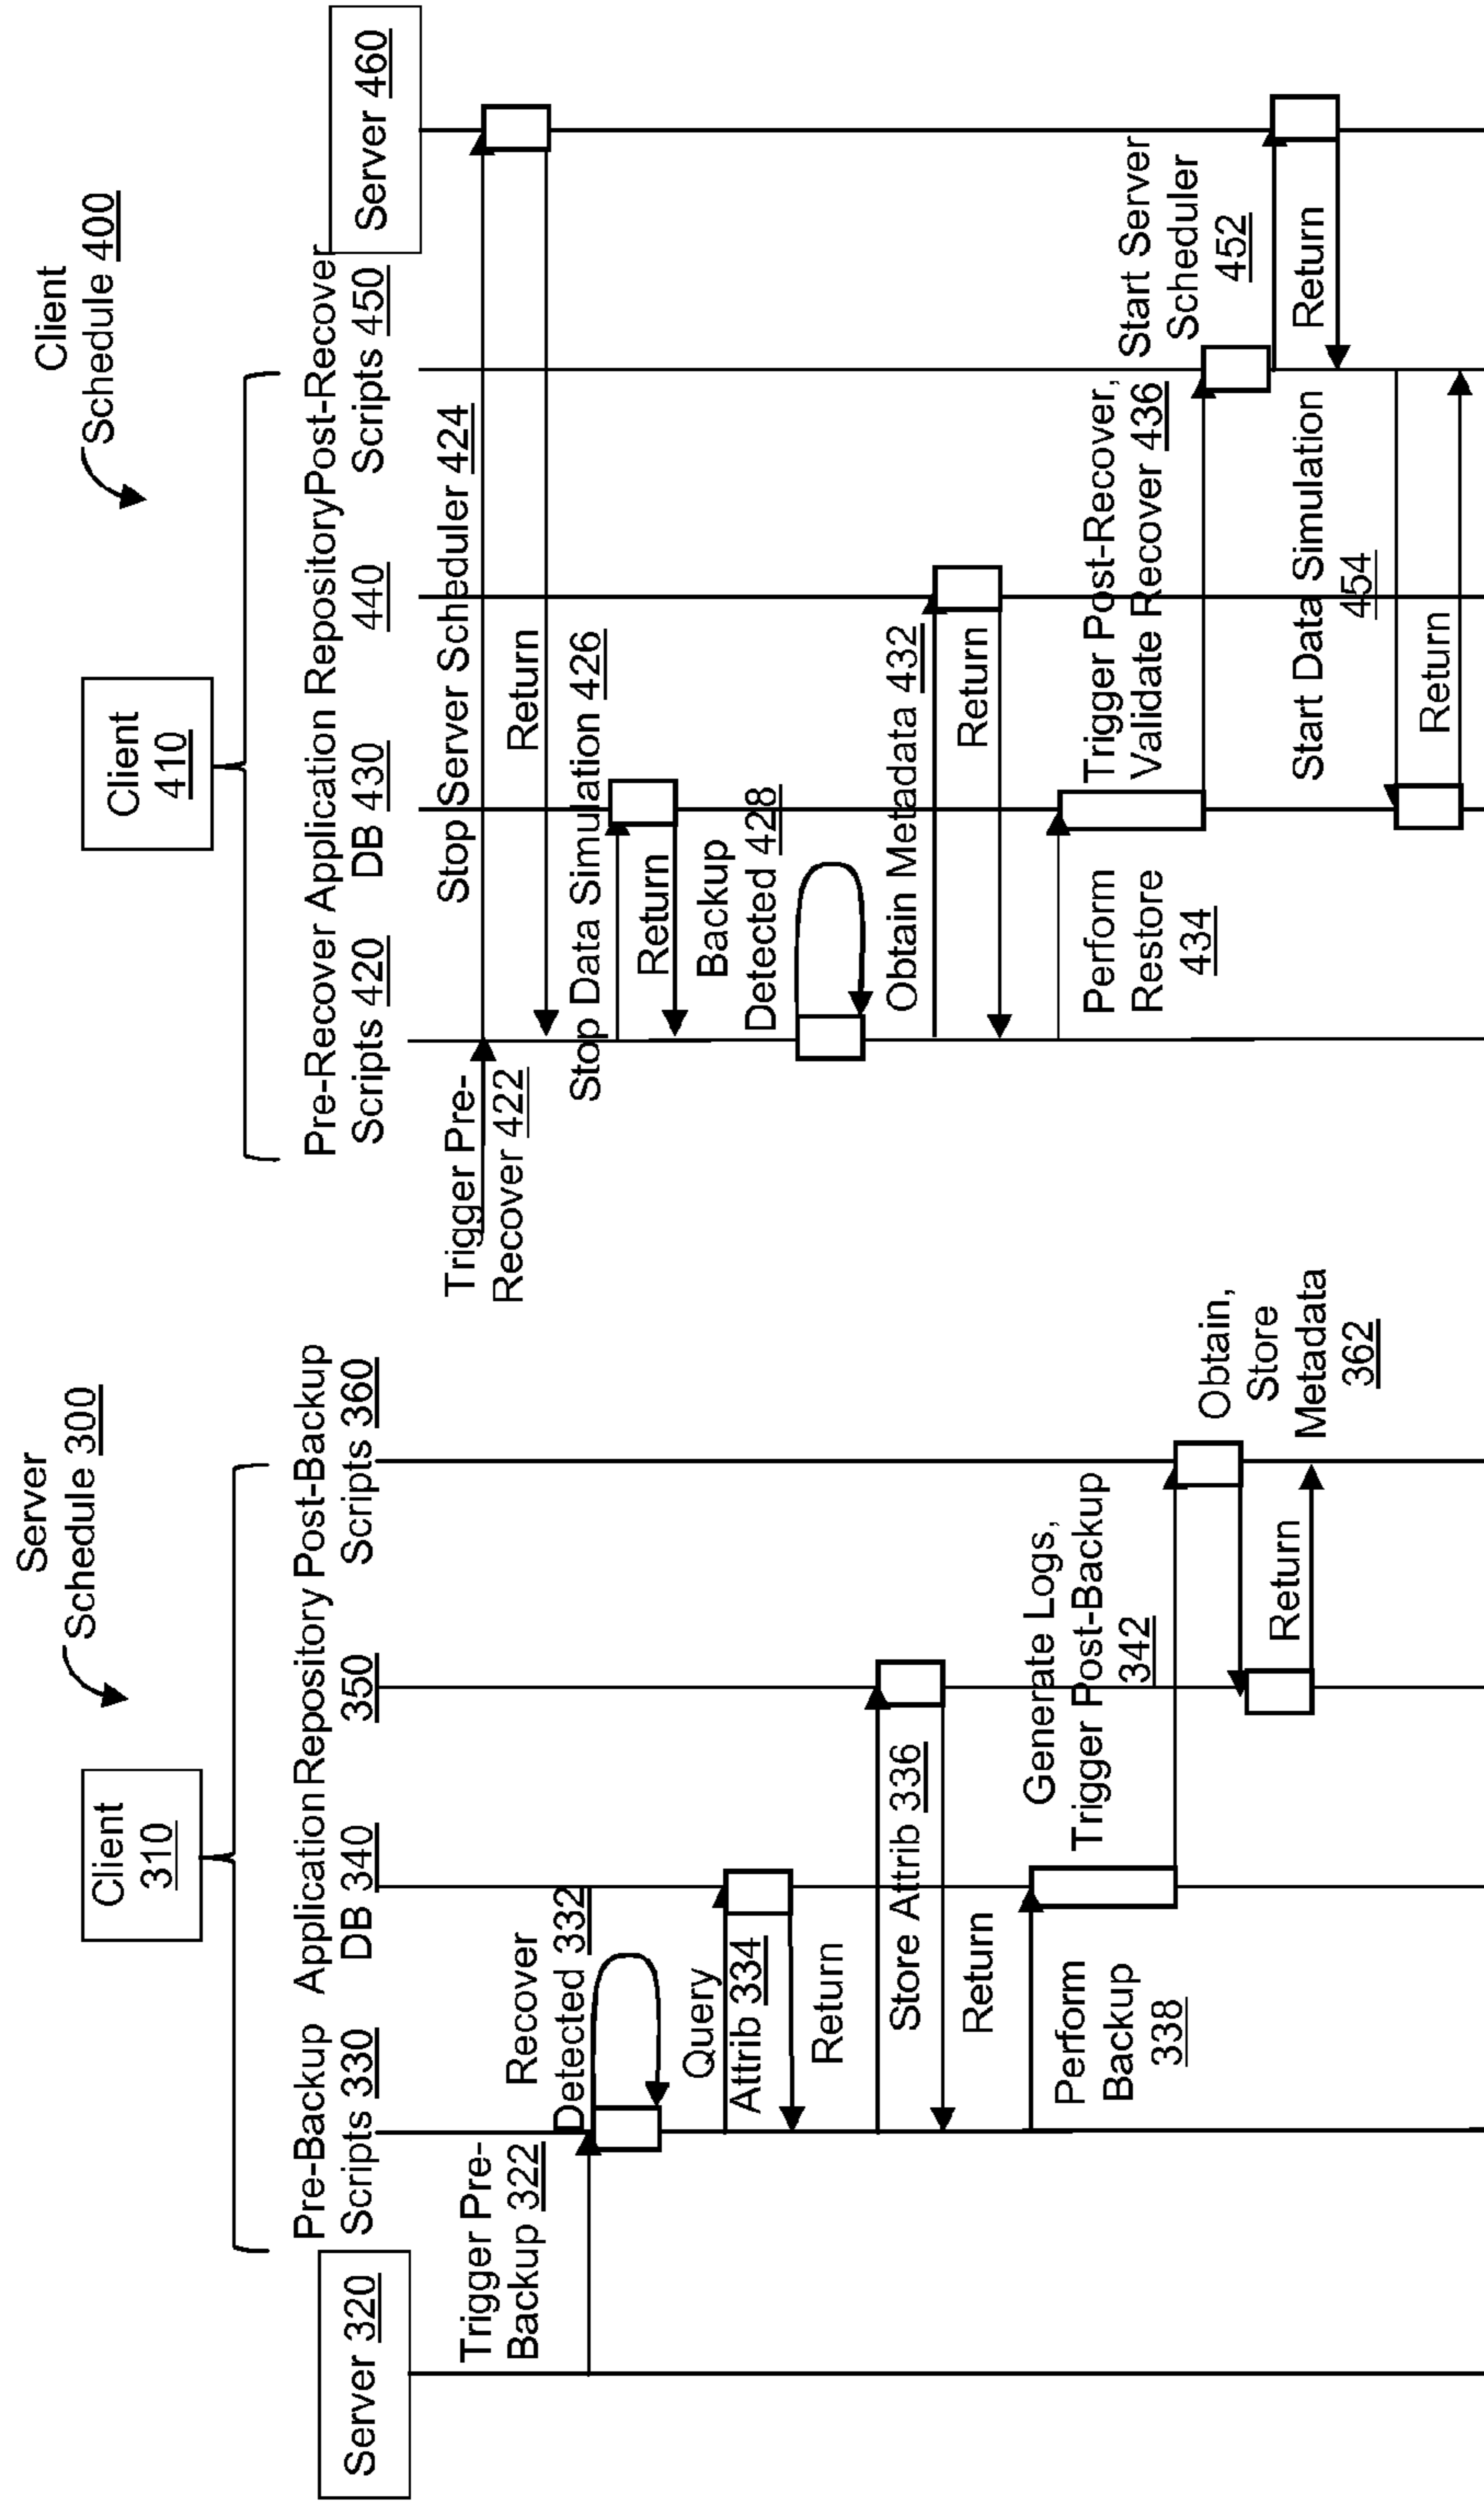 Server
Schedule 300
Client
310
Server 320
Pre-Backup
Scripts 330
Application
DB 340
Repository
350
Post-Backup
Scripts 360
Trigger Pre-
Backup 322
Recover
Detected 332
Query
Attrib 334
Return
Store Attrib 336
Return
Perform
Backup
338
Generate Logs,
Trigger Post-Backup
342
Obtain,
Store
Metadata
362
Return
Client
Schedule 400
Client
410
Pre-Recover
Scripts 420
Application
DB 430
Repository
440
Post-Recover
Scripts 450
Server 460
Trigger Pre-
Recover 422
Stop Server Scheduler 424
Return
Stop Data Simulation 426
Return
Backup
Detected 428
Obtain Metadata 432
Return
Perform
Restore
434
Trigger Post-Recover,
Validate Recover 436
Start Server
Scheduler
452
Return
Start Data Simulation
454
Return